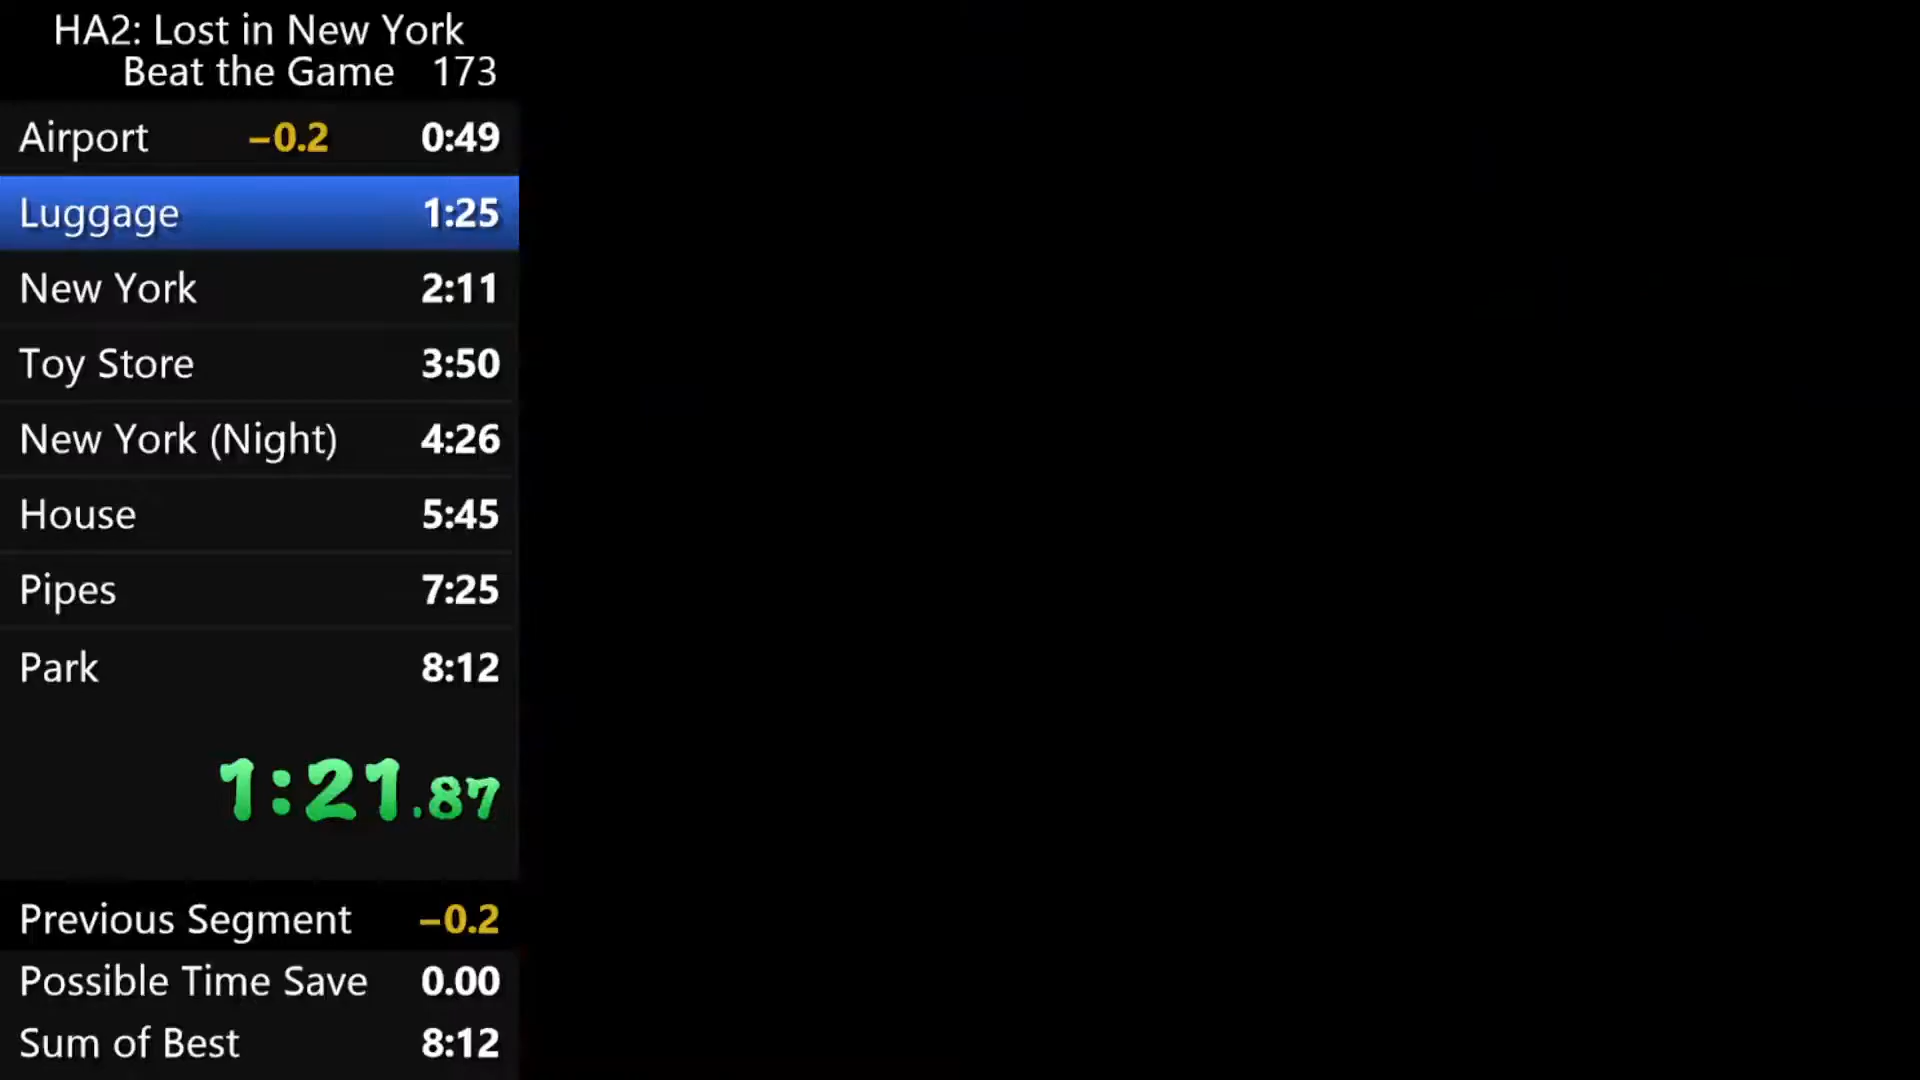 HA2: Lost in New York
Beat the Game 173
Airport −0.2 0:49
Luggage 1:25
New York 2:11
Toy Store 3:50
New York (Night) 4:26
House 5:45
Pipes 7:25
Park 8:12
1:21.87
Previous Segment −0.2
Possible Time Save 0.00
Sum of Best 8:12